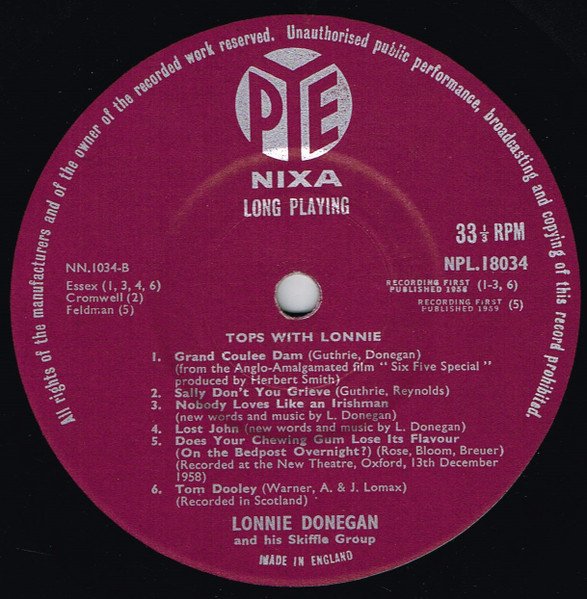 All rights of the manufacturers and of the owner of the recorded work reserved. Unauthorised public performance, broadcasting and copying of this record prohibited.
PYE
NIXA
LONG PLAYING
33 1/3 RPM
NN.1034-B
NPL.18034
Essex (1, 3, 4, 6)
Cromwell (2)
Feldman (5)
RECORDING FIRST
PUBLISHED 1958 (1-3, 6)
RECORDING FIRST
PUBLISHED 1959 (5)
TOPS WITH LONNIE
1. Grand Coulee Dam (Guthrie, Donegan)
(from the Anglo-Amalgamated film "Six Five Special"
produced by Herbert Smith)
2. Sally Don't You Grieve (Guthrie, Reynolds)
3. Nobody Loves Like an Irishman
(new words and music by L. Donegan)
4. Lost John (new words and music by L. Donegan)
5. Does Your Chewing Gum Lose Its Flavour
(On the Bedpost Overnight?) (Rose, Bloom, Breuer)
(Recorded at the New Theatre, Oxford, 13th December
1958)
6. Tom Dooley (Warner, A. & J. Lomax)
(Recorded in Scotland)
LONNIE DONEGAN
and his Skiffle Group
MADE IN ENGLAND